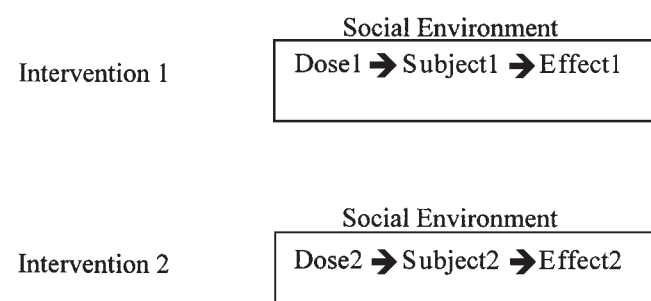 Social Environment
Intervention 1
Dose1 ➔ Subject1 ➔ Effect1
Social Environment
Intervention 2
Dose2 ➔ Subject2 ➔ Effect2